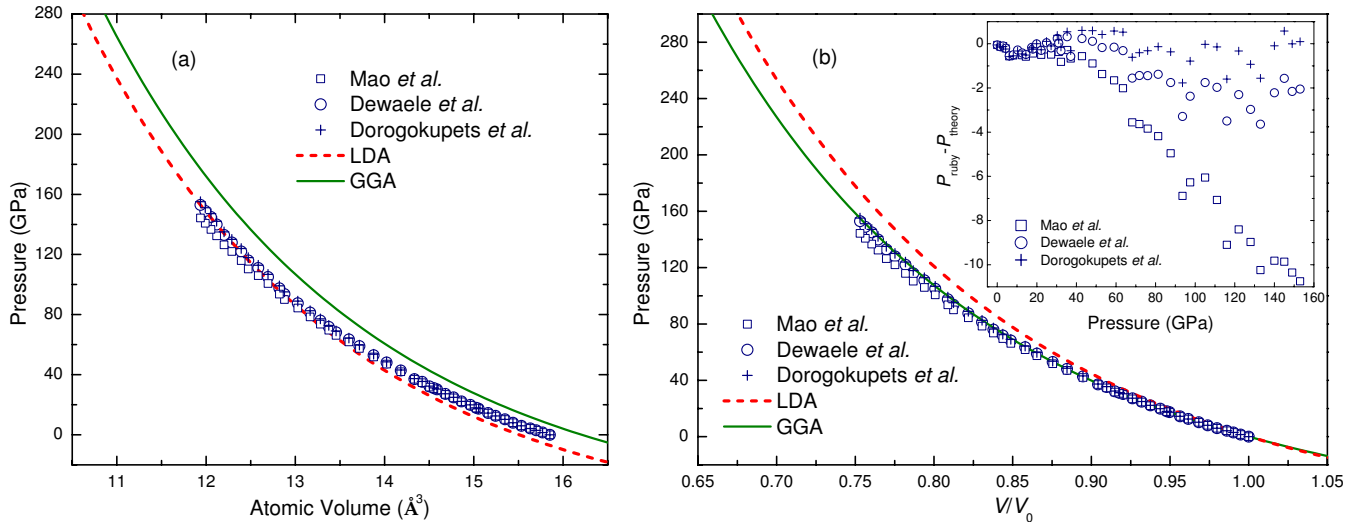 280
240
200
160
120
80
40
0
Pressure (GPa)
(a)
Mao et al.
Dewaele et al.
Dorogokupets et al.
LDA
GGA
11 12 13 14 15 16
Atomic Volume (Å³)
280
240
200
160
120
80
40
0
Pressure (GPa)
(b)
Mao et al.
Dewaele et al.
Dorogokupets et al.
LDA
GGA
0.65 0.70 0.75 0.80 0.85 0.90 0.95 1.00 1.05
V/V₀
0
-2
-4
-6
-8
-10
P_ruby-P_theory
Mao et al.
Dewaele et al.
Dorogokupets et al.
0 20 40 60 80 100 120 140 160
Pressure (GPa)